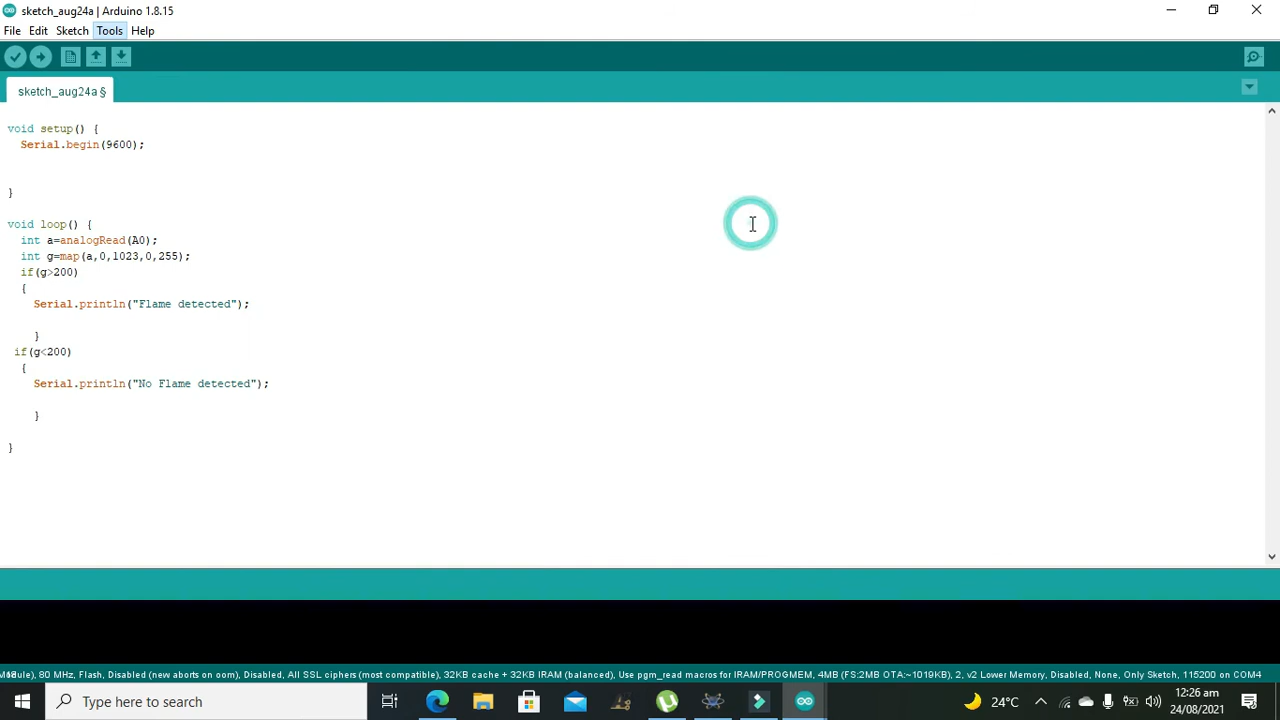 sketch_aug24a | Arduino 1.8.15
File Edit Sketch Tools Help
sketch_aug24a §
void setup() {
Serial.begin(9600);
}
void loop() {
int a=analogRead(A0);
int g=map(a,0,1023,0,255);
if(g>200)
{
Serial.println("Flame detected");
}
if(g<200)
{
Serial.println("No Flame detected");
}
}
80 MHz, Flash, Disabled (new aborts on oom), Disabled, All SSL ciphers (most compatible), 32KB cache + 32KB IRAM (balanced), Use pgm_read macros for IRAM/PROGMEM, 4MB (FS:2MB OTA:~1019KB), 2, v2 Lower Memory, Disabled, None, Only Sketch, 115200 on COM4
Type here to search
24°C
12:26 am
24/08/2021